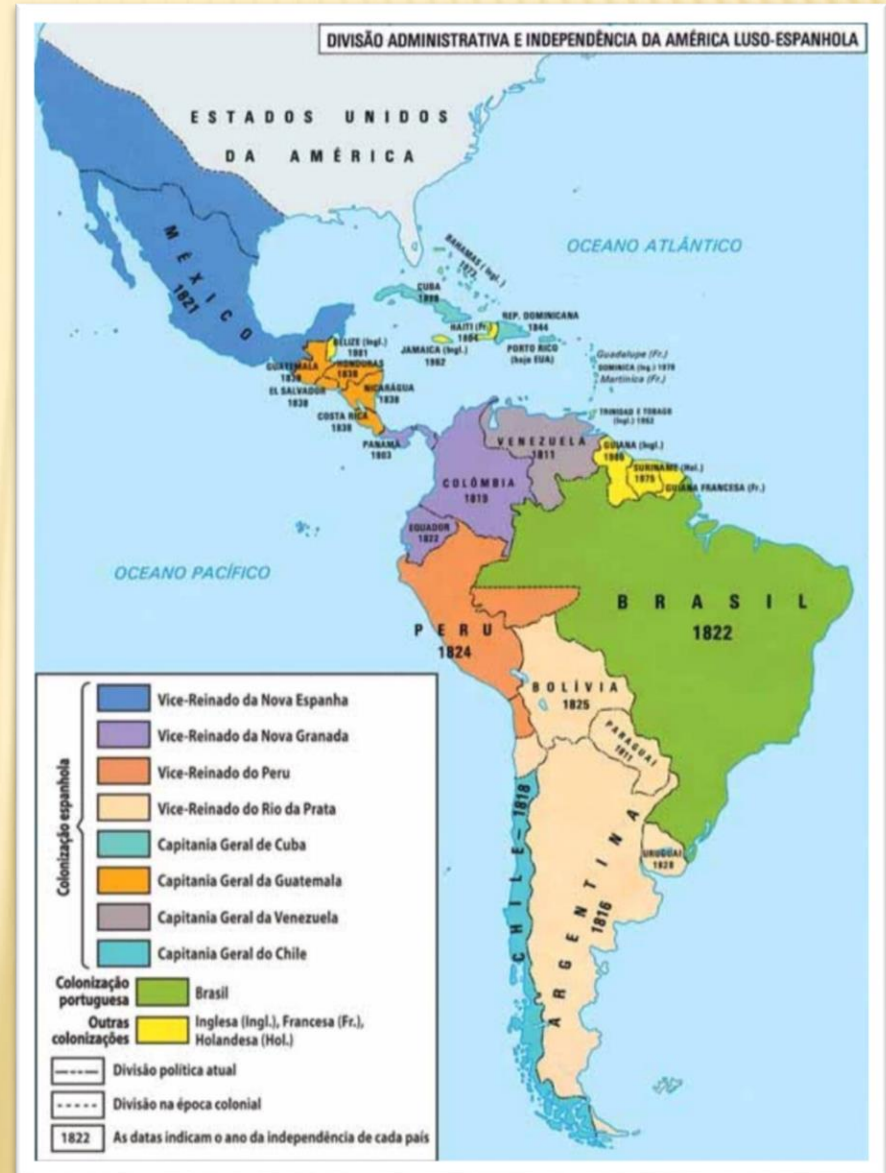 DIVISÃO ADMINISTRATIVA E INDEPENDÊNCIA DA AMÉRICA LUSO-ESPANHOLA
ESTADOS UNIDOS
DA AMÉRICA
OCEANO ATLÂNTICO
MÉXICO
1821
BAHAMAS (Ingl.)
CUBA
HAITI (Fr.)
REP. DOMINICANA
1844
JAMAICA (Ingl.)
1962
PORTO RICO
(hoje EUA)
Guadalupe (Fr.)
DOMINICA (Ing.) 1978
Martinica (Fr.)
TRINIDAD E TOBAGO
(Ingl.) 1962
BELIZE (Ingl.)
1981
GUATEMALA
HONDURAS
1838
EL SALVADOR
1838
NICARÁGUA
1838
COSTA RICA
1838
PANAMÁ
1903
VENEZUELA
1811
GUIANA (Ingl.)
SURINAME (Hol.)
1975
GUIANA FRANCESA (Fr.)
COLÔMBIA
1819
EQUADOR
1822
OCEANO PACÍFICO
BRASIL
1822
PERU
1824
BOLÍVIA
1825
PARAGUAI
1811
CHILE – 1818
ARGENTINA
1816
URUGUAI
1828
Colonização espanhola
Vice-Reinado da Nova Espanha
Vice-Reinado da Nova Granada
Vice-Reinado do Peru
Vice-Reinado do Rio da Prata
Capitania Geral de Cuba
Capitania Geral da Guatemala
Capitania Geral da Venezuela
Capitania Geral do Chile
Colonização
portuguesa
Brasil
Outras
colonizações
Inglesa (Ingl.), Francesa (Fr.),
Holandesa (Hol.)
Divisão política atual
Divisão na época colonial
1822 As datas indicam o ano da independência de cada país